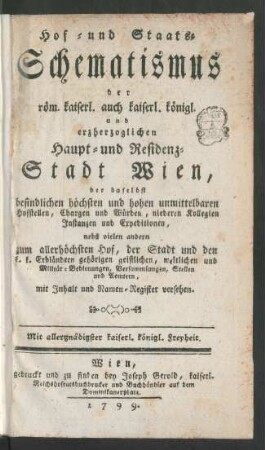 Hof- und Staats-
Schematismus
der
röm. kaiserl. auch kaiserl. königl.
und
erzherzoglichen
Haupt- und Residenz-
Stadt Wien,
der daselbst
befindlichen höchsten und hohen unmittelbaren
Hofstellen, Chargen und Würden, niederen Kollegien
Instanzen und Expeditionen,
nebst vielen andern
zum allerhöchsten Hof, der Stadt und den
k. k. Erbländern gehörigen geistlichen, weltlichen und
Militär-Bedienungen, Versammlungen, Stellen
und Aemtern,
mit Inhalt und Namen-Register versehen.
Mit allergnädigster kaiserl. königl. Freyheit.
Wien,
gedruckt und zu finden bey Joseph Gerold, kaiserl.
Reichshofrathsbuchdrucker und Buchhändler auf dem
Dominikanerplatz.
1799.